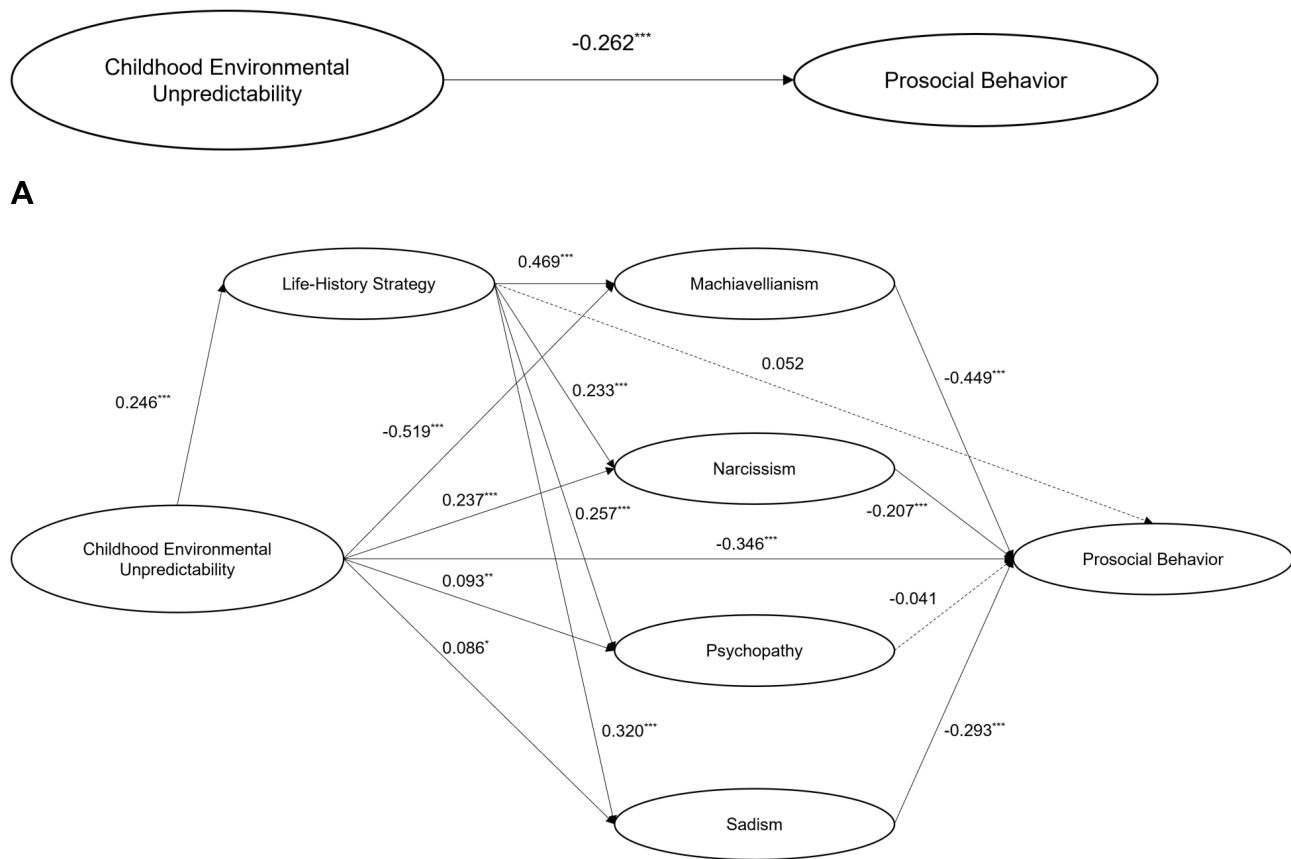 -0.262***
Childhood Environmental
Unpredictability
Prosocial Behavior
A
0.469***
Life-History Strategy
Machiavellianism
0.052
0.233***
0.246***
-0.449***
-0.519***
Narcissism
0.237***
0.257***
-0.207***
-0.346***
Childhood Environmental
Unpredictability
Prosocial Behavior
0.093**
-0.041
0.086*
Psychopathy
0.320***
-0.293***
Sadism